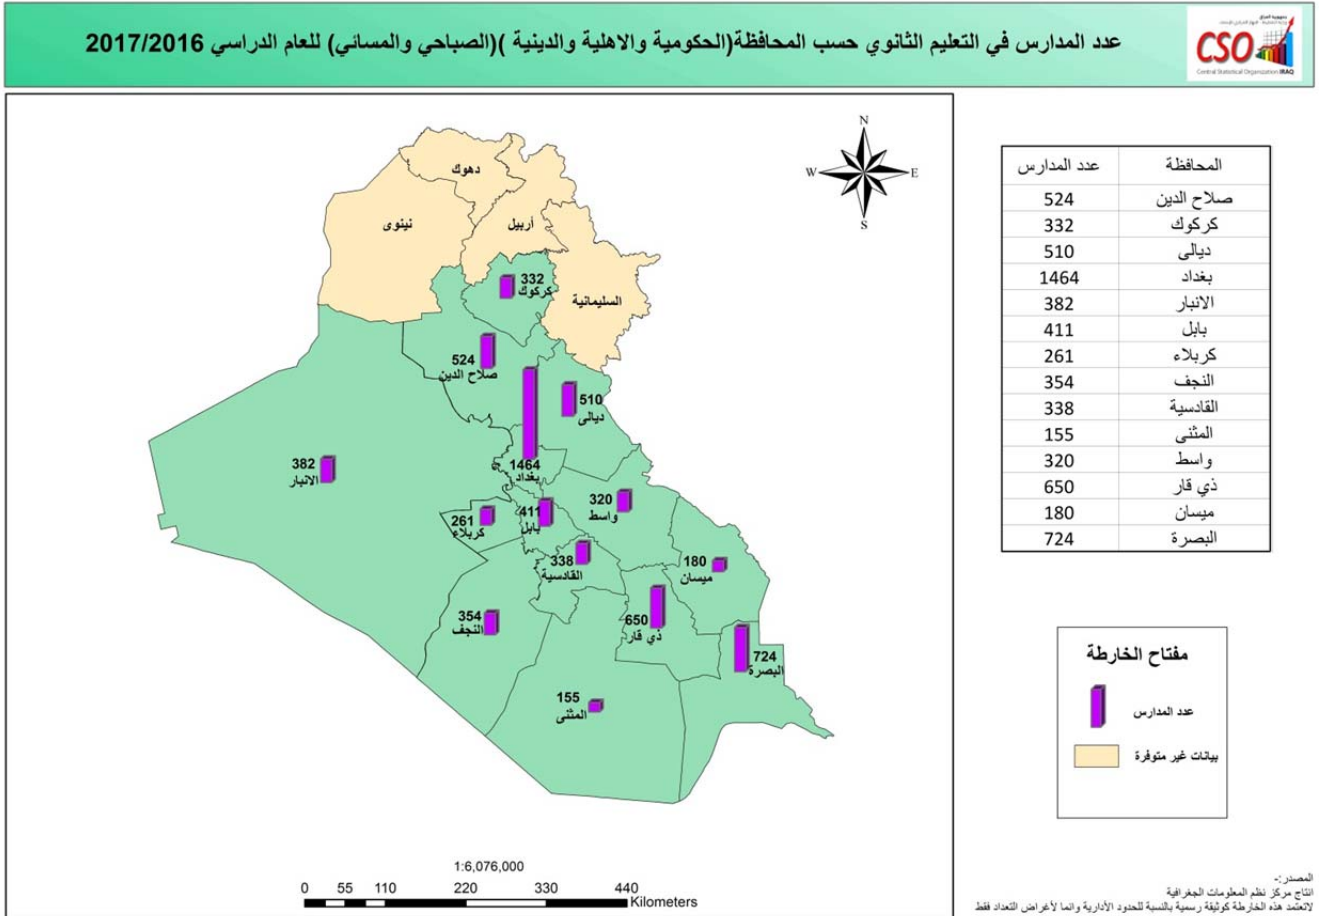 عدد المدارس في التعليم الثانوي حسب المحافظة(الحكومية والاهلية والدينية )(الصباحي والمسائي) للعام الدراسي 2017/2016
CSO
Central Statistical Organization IRAQ
N
W
E
S
دهوك
نينوى
أربيل
السليمانية
332
كركوك
524
صلاح الدين
510
ديالى
1464
بغداد
382
الانبار
320
واسط
411
بابل
261
كربلاء
338
القادسية
180
ميسان
354
النجف
650
ذي قار
724
البصرة
155
المثنى
1:6,076,000
0 55 110 220 330 440
Kilometers
المحافظة عدد المدارس
صلاح الدين 524
كركوك 332
ديالى 510
بغداد 1464
الانبار 382
بابل 411
كربلاء 261
النجف 354
القادسية 338
المثنى 155
واسط 320
ذي قار 650
ميسان 180
البصرة 724
مفتاح الخارطة
عدد المدارس
بيانات غير متوفرة
المصدر:-
انتاج مركز نظم المعلومات الجغرافية
لاتعتمد هذه الخارطة كوثيقة رسمية بالنسبة للحدود الأدارية وانما لأغراض التعداد فقط